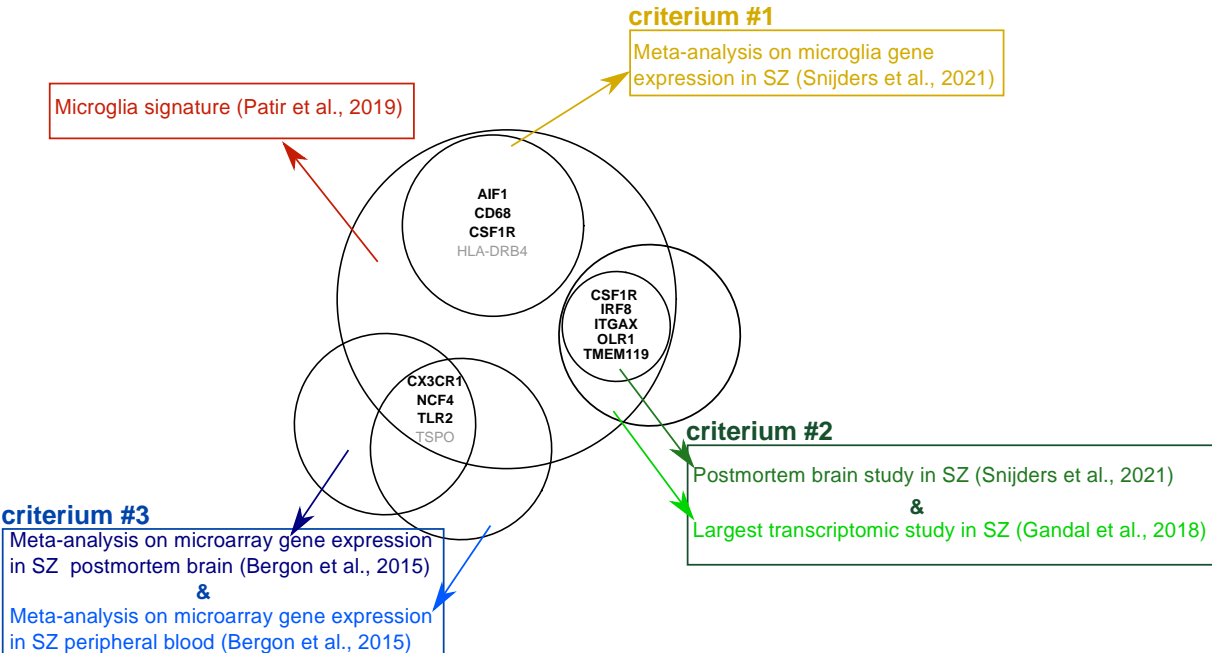 criterium #1
Meta-analysis on microglia gene
expression in SZ (Snijders et al., 2021)
Microglia signature (Patir et al., 2019)
AIF1
CD68
CSF1R
HLA-DRB4
CSF1R
IRF8
ITGAX
OLR1
TMEM119
CX3CR1
NCF4
TLR2
TSPO
criterium #2
Postmortem brain study in SZ (Snijders et al., 2021)
&
Largest transcriptomic study in SZ (Gandal et al., 2018)
criterium #3
Meta-analysis on microarray gene expression
in SZ postmortem brain (Bergon et al., 2015)
&
Meta-analysis on microarray gene expression
in SZ peripheral blood (Bergon et al., 2015)